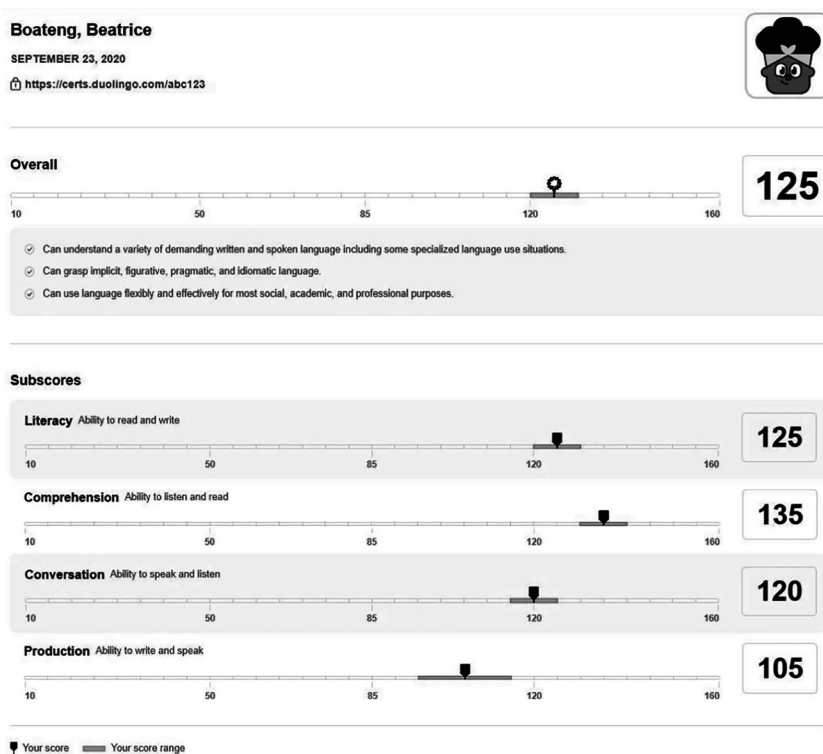 Boateng, Beatrice
SEPTEMBER 23, 2020
https://certs.duolingo.com/abc123
Overall
125
10 50 85 120 160
Can understand a variety of demanding written and spoken language including some specialized language use situations.
Can grasp implicit, figurative, pragmatic, and idiomatic language.
Can use language flexibly and effectively for most social, academic, and professional purposes.
Subscores
Literacy Ability to read and write
125
10 50 85 120 160
Comprehension Ability to listen and read
135
10 50 85 120 160
Conversation Ability to speak and listen
120
10 50 85 120 160
Production Ability to write and speak
105
10 50 85 120 160
Your score Your score range